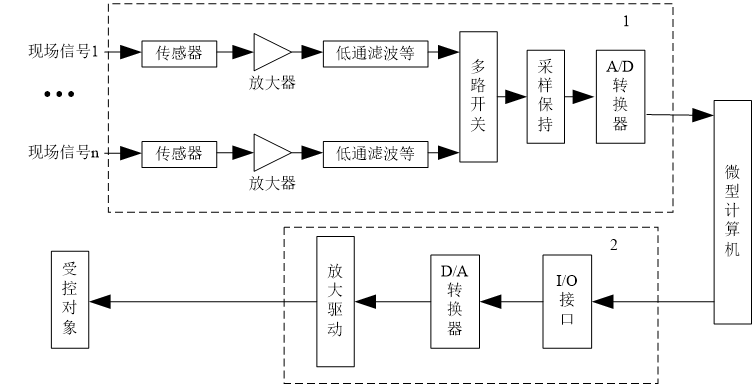 1
现场信号1
传感器
放大器
低通滤波等
多路开关
采样保持
A/D
转换器
现场信号n
传感器
放大器
低通滤波等
微型计算机
2
受控对象
放大驱动
D/A
转换器
I/O
接口